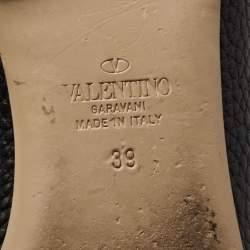 VALENTINO
GARAVANI
MADE IN ITALY
39